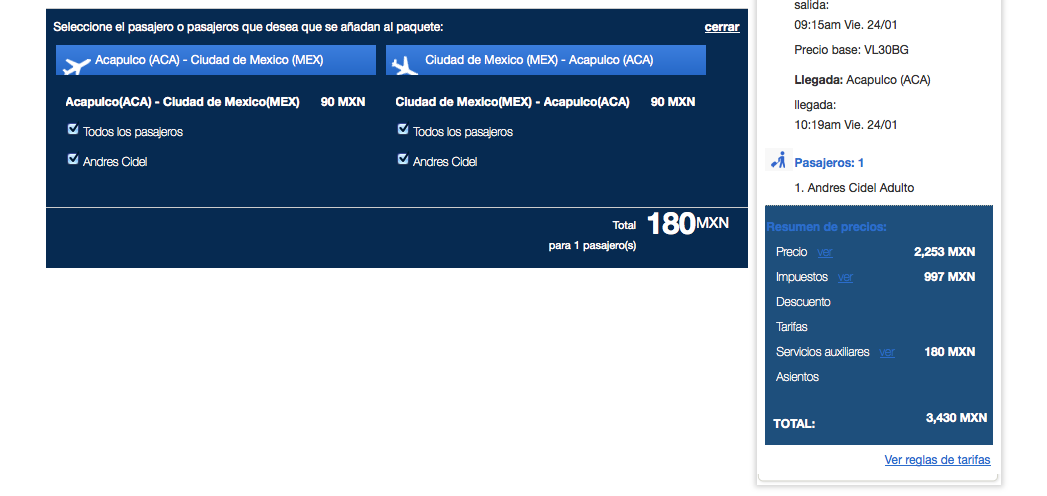 Seleccione el pasajero o pasajeros que desea que se añadan al paquete:
cerrar
Acapulco (ACA) - Ciudad de Mexico (MEX)
Ciudad de Mexico (MEX) - Acapulco (ACA)
Acapulco(ACA) - Ciudad de Mexico(MEX) 90 MXN
Ciudad de Mexico(MEX) - Acapulco(ACA) 90 MXN
Todos los pasajeros
Todos los pasajeros
Andres Cidel
Andres Cidel
Total 180 MXN
para 1 pasajero(s)
salida:
09:15am Vie. 24/01
Precio base: VL30BG
Llegada: Acapulco (ACA)
llegada:
10:19am Vie. 24/01
Pasajeros: 1
1. Andres Cidel Adulto
Resumen de precios:
Precio ver 2,253 MXN
Impuestos ver 997 MXN
Descuento
Tarifas
Servicios auxiliares ver 180 MXN
Asientos
TOTAL: 3,430 MXN
Ver reglas de tarifas